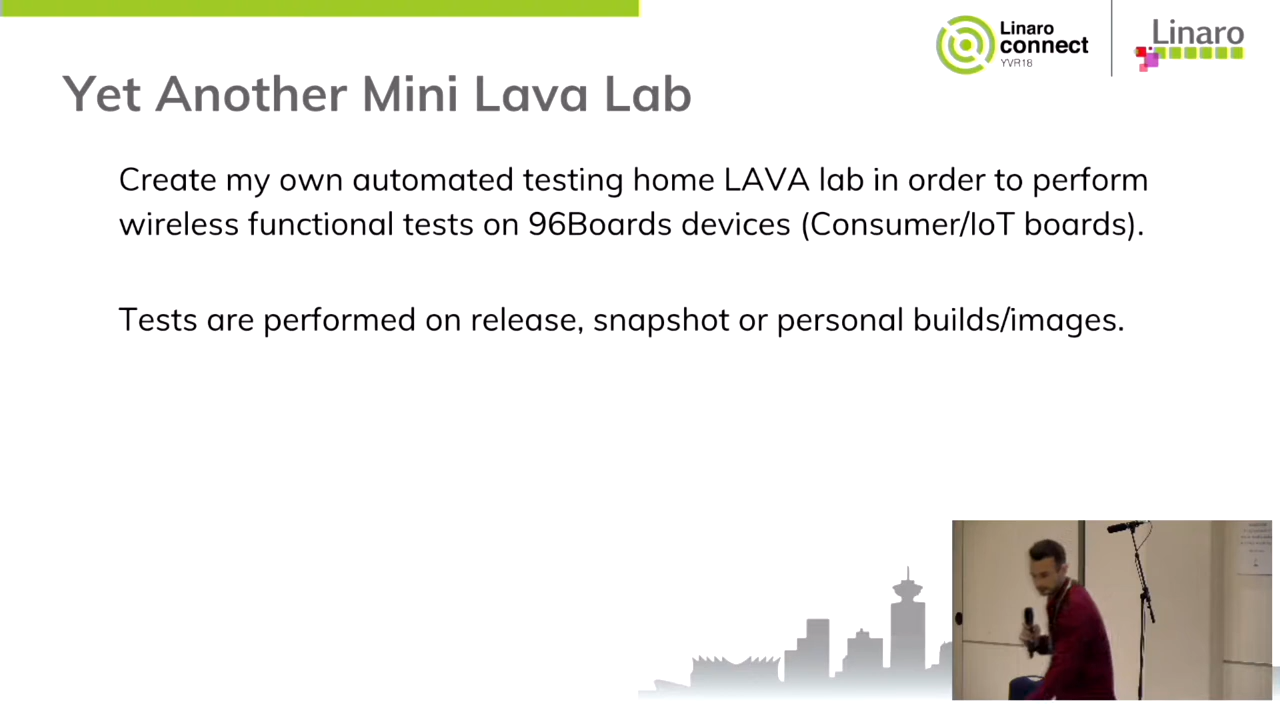 Linaro
connect
YVR18
Linaro
Yet Another Mini Lava Lab
Create my own automated testing home LAVA lab in order to perform
wireless functional tests on 96Boards devices (Consumer/IoT boards).
Tests are performed on release, snapshot or personal builds/images.